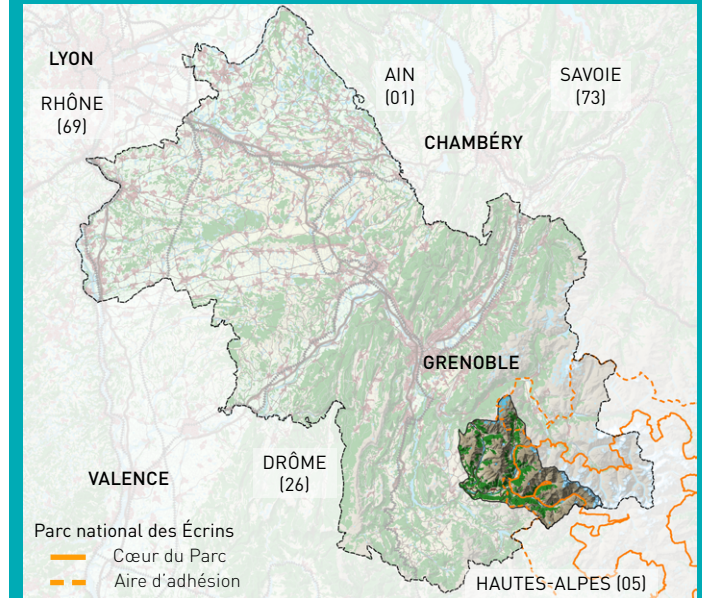 LYON
RHÔNE
(69)
AIN
(01)
SAVOIE
(73)
CHAMBÉRY
GRENOBLE
VALENCE
DRÔME
(26)
Parc national des Écrins
Cœur du Parc
Aire d'adhésion
HAUTES-ALPES (05)